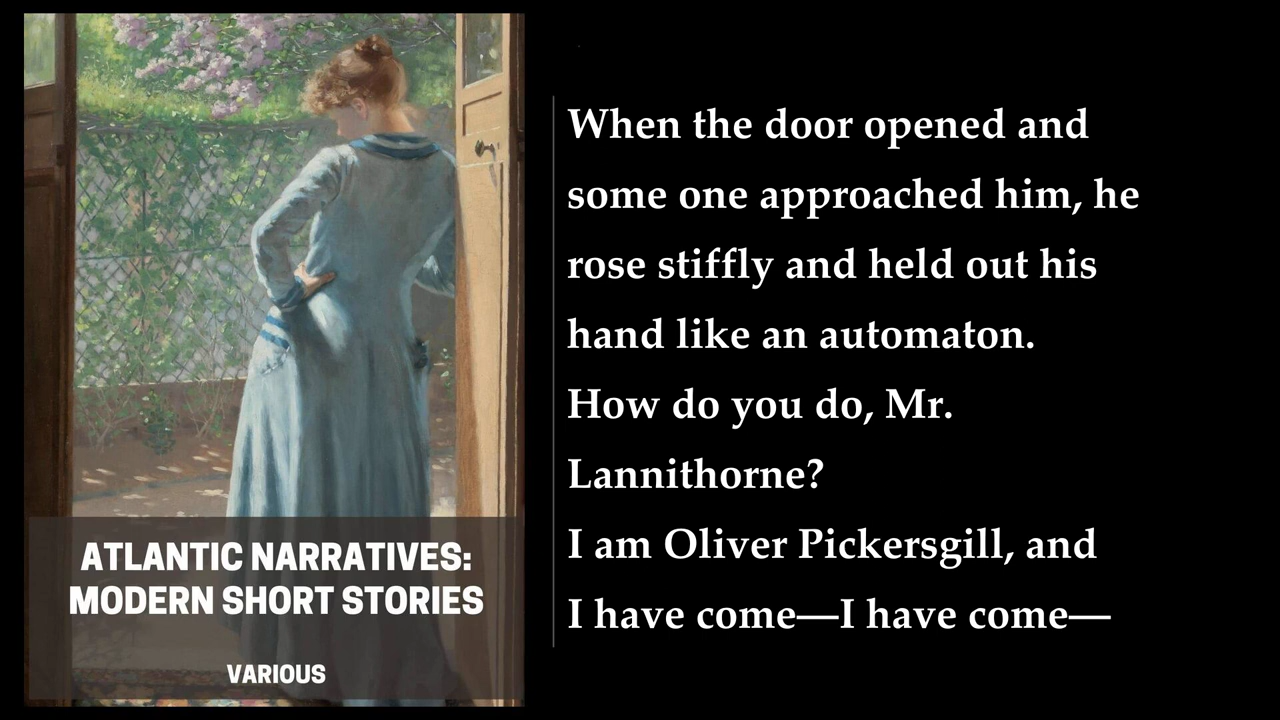 ATLANTIC NARRATIVES:
MODERN SHORT STORIES
VARIOUS
When the door opened and
some one approached him, he
rose stiffly and held out his
hand like an automaton.
How do you do, Mr.
Lannithorne?
I am Oliver Pickersgill, and
I have come—I have come—